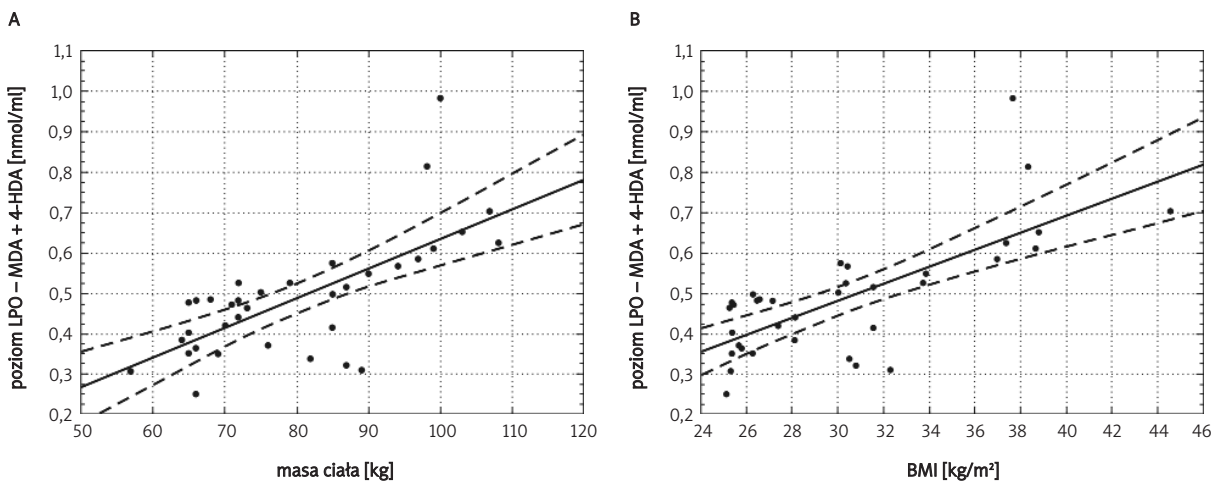 A
poziom LPO – MDA + 4-HDA [nmol/ml]
1,1
1,0
0,9
0,8
0,7
0,6
0,5
0,4
0,3
0,2
50 60 70 80 90 100 110 120
masa ciała [kg]
B
poziom LPO – MDA + 4-HDA [nmol/ml]
1,1
1,0
0,9
0,8
0,7
0,6
0,5
0,4
0,3
0,2
24 26 28 30 32 34 36 38 40 42 44 46
BMI [kg/m²]